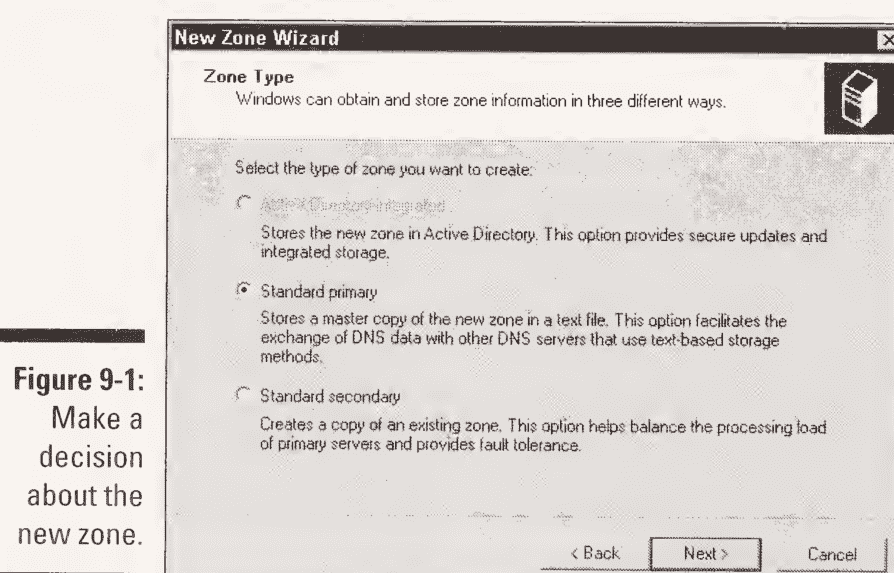 New Zone Wizard
Zone Type
Windows can obtain and store zone information in three different ways.
Select the type of zone you want to create:
Active Directory-integrated
Stores the new zone in Active Directory. This option provides secure updates and
integrated storage.
Standard primary
Stores a master copy of the new zone in a text file. This option facilitates the
exchange of DNS data with other DNS servers that use text-based storage
methods.
Standard secondary
Creates a copy of an existing zone. This option helps balance the processing load
of primary servers and provides fault tolerance.
< Back
Next >
Cancel
Figure 9-1:
Make a
decision
about the
new zone.